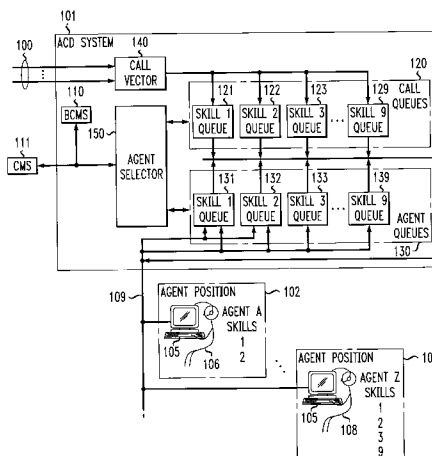 101
ACD SYSTEM
100
140
CALL
VECTOR
120
CALL
QUEUES
110
BCMS
150
111
CMS
AGENT
SELECTOR
121
122
123
129
SKILL 1
QUEUE
SKILL 2
QUEUE
SKILL 3
QUEUE
...
SKILL 9
QUEUE
131
132
133
139
SKILL 1
QUEUE
SKILL 2
QUEUE
SKILL 3
QUEUE
...
SKILL 9
QUEUE
AGENT
QUEUES
130
109
102
AGENT POSITION
AGENT A
SKILLS
1
2
105
106
10
AGENT POSITION
AGENT Z
SKILLS
1
2
3
9
105
108